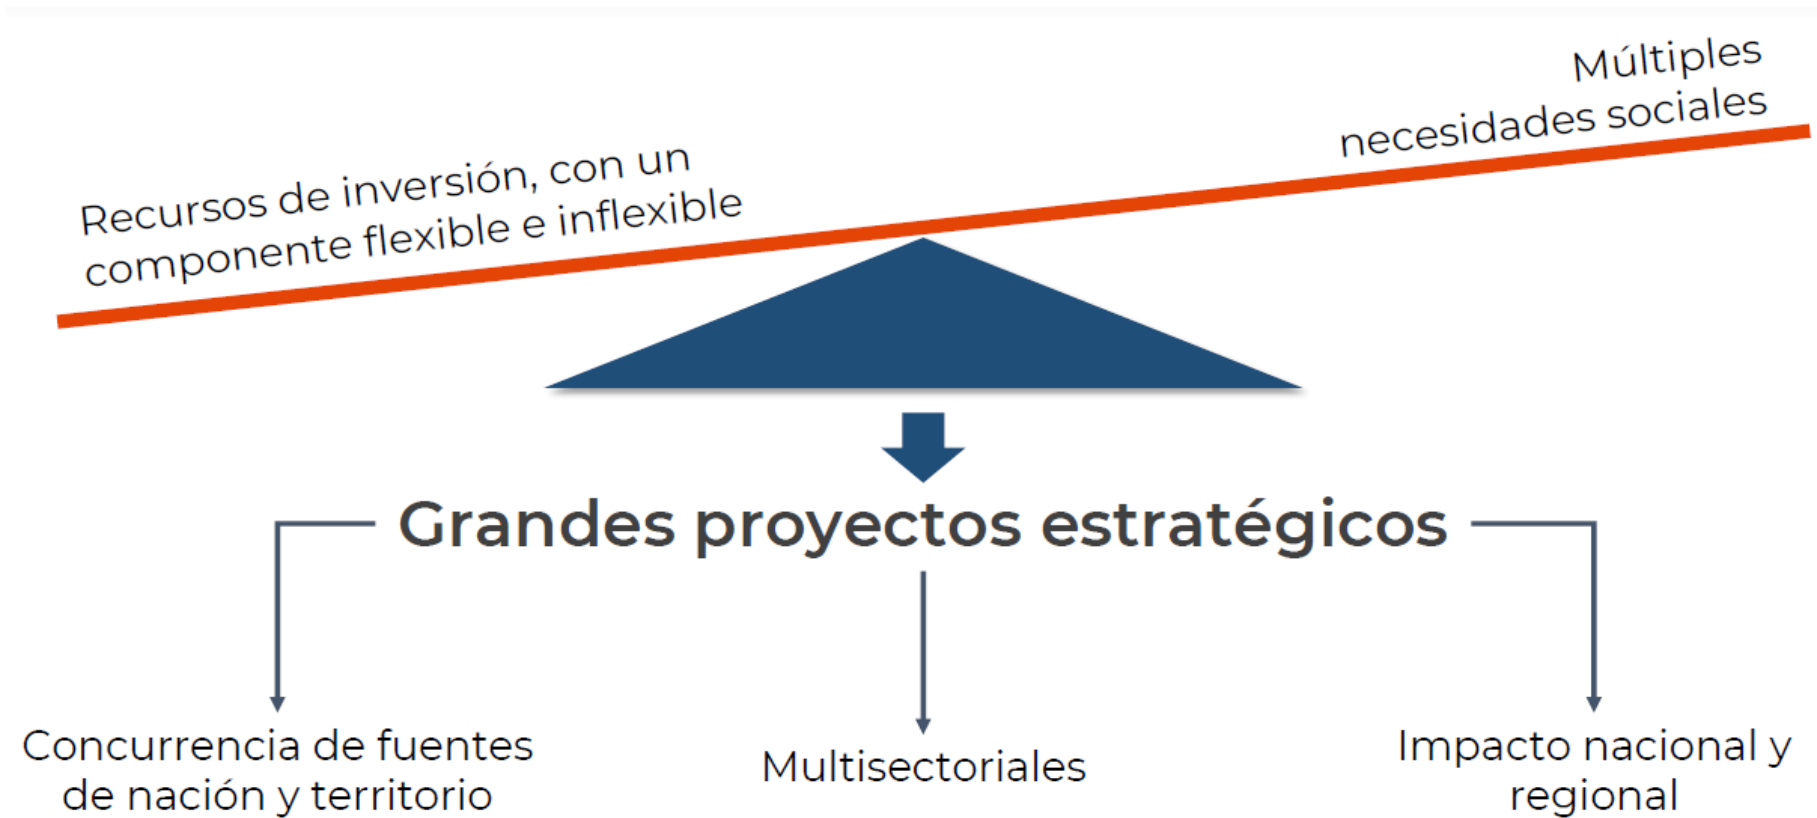 Múltiples
necesidades sociales
Recursos de inversión, con un
componente flexible e inflexible
Grandes proyectos estratégicos
Concurrencia de fuentes
de nación y territorio
Multisectoriales
Impacto nacional y
regional